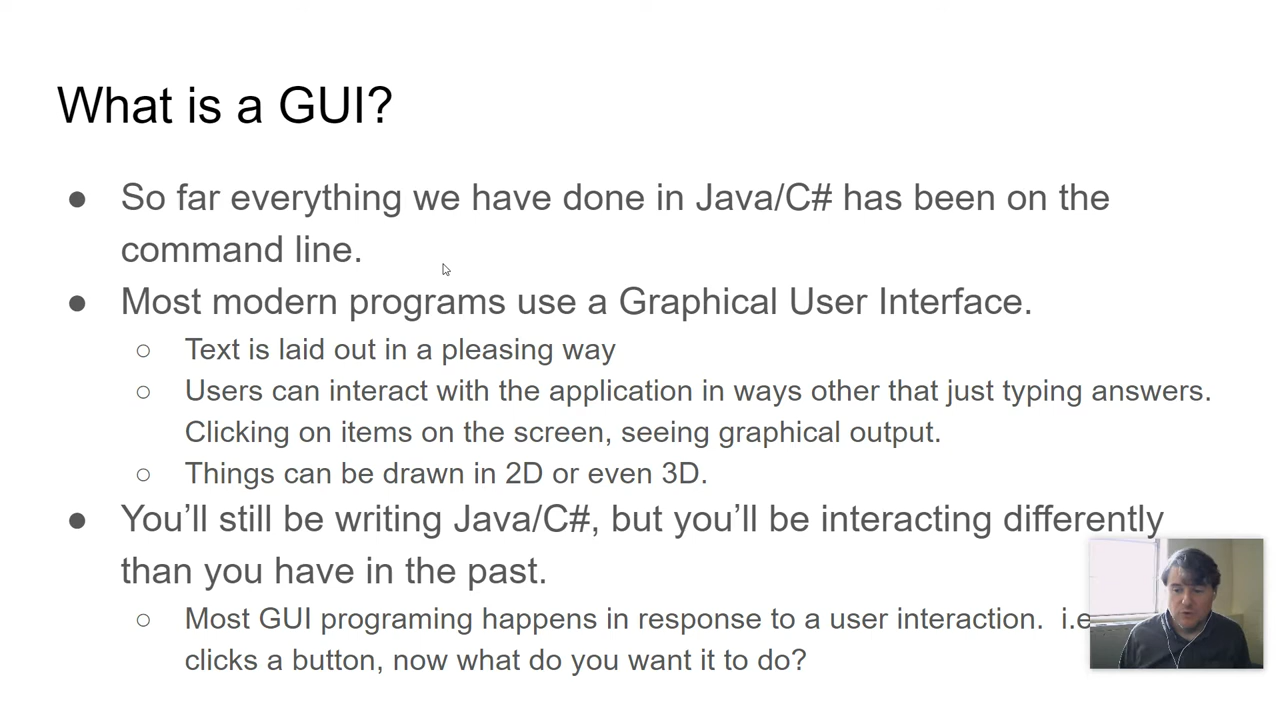 What is a GUI?
● So far everything we have done in Java/C# has been on the
command line.
● Most modern programs use a Graphical User Interface.
○ Text is laid out in a pleasing way
○ Users can interact with the application in ways other that just typing answers.
Clicking on items on the screen, seeing graphical output.
○ Things can be drawn in 2D or even 3D.
● You’ll still be writing Java/C#, but you’ll be interacting differently
than you have in the past.
○ Most GUI programing happens in response to a user interaction.  i.e
clicks a button, now what do you want it to do?